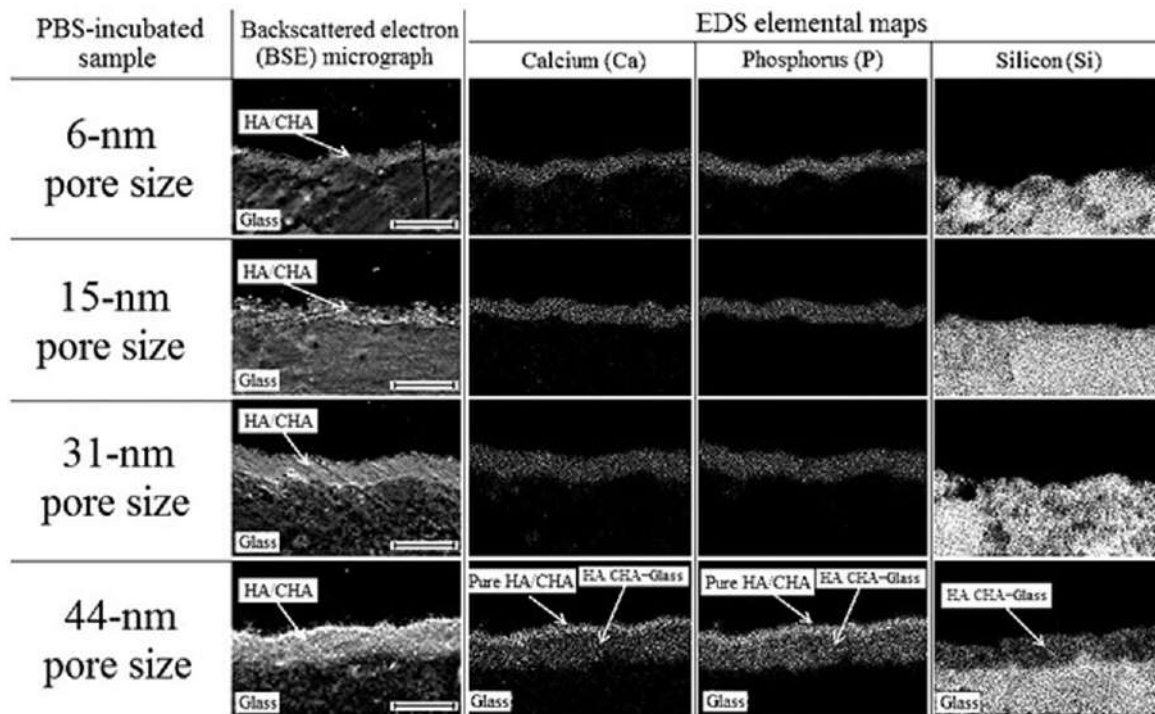 PBS-incubated
sample
Backscattered electron
(BSE) micrograph
EDS elemental maps
Calcium (Ca)
Phosphorus (P)
Silicon (Si)
6-nm
pore size
HA/CHA
Glass
15-nm
pore size
HA/CHA
Glass
31-nm
pore size
HA/CHA
Glass
44-nm
pore size
HA/CHA
Glass
Pure HA/CHA
HA CHA-Glass
Glass
Pure HA/CHA
HA CHA-Glass
Glass
HA CHA-Glass
Glass